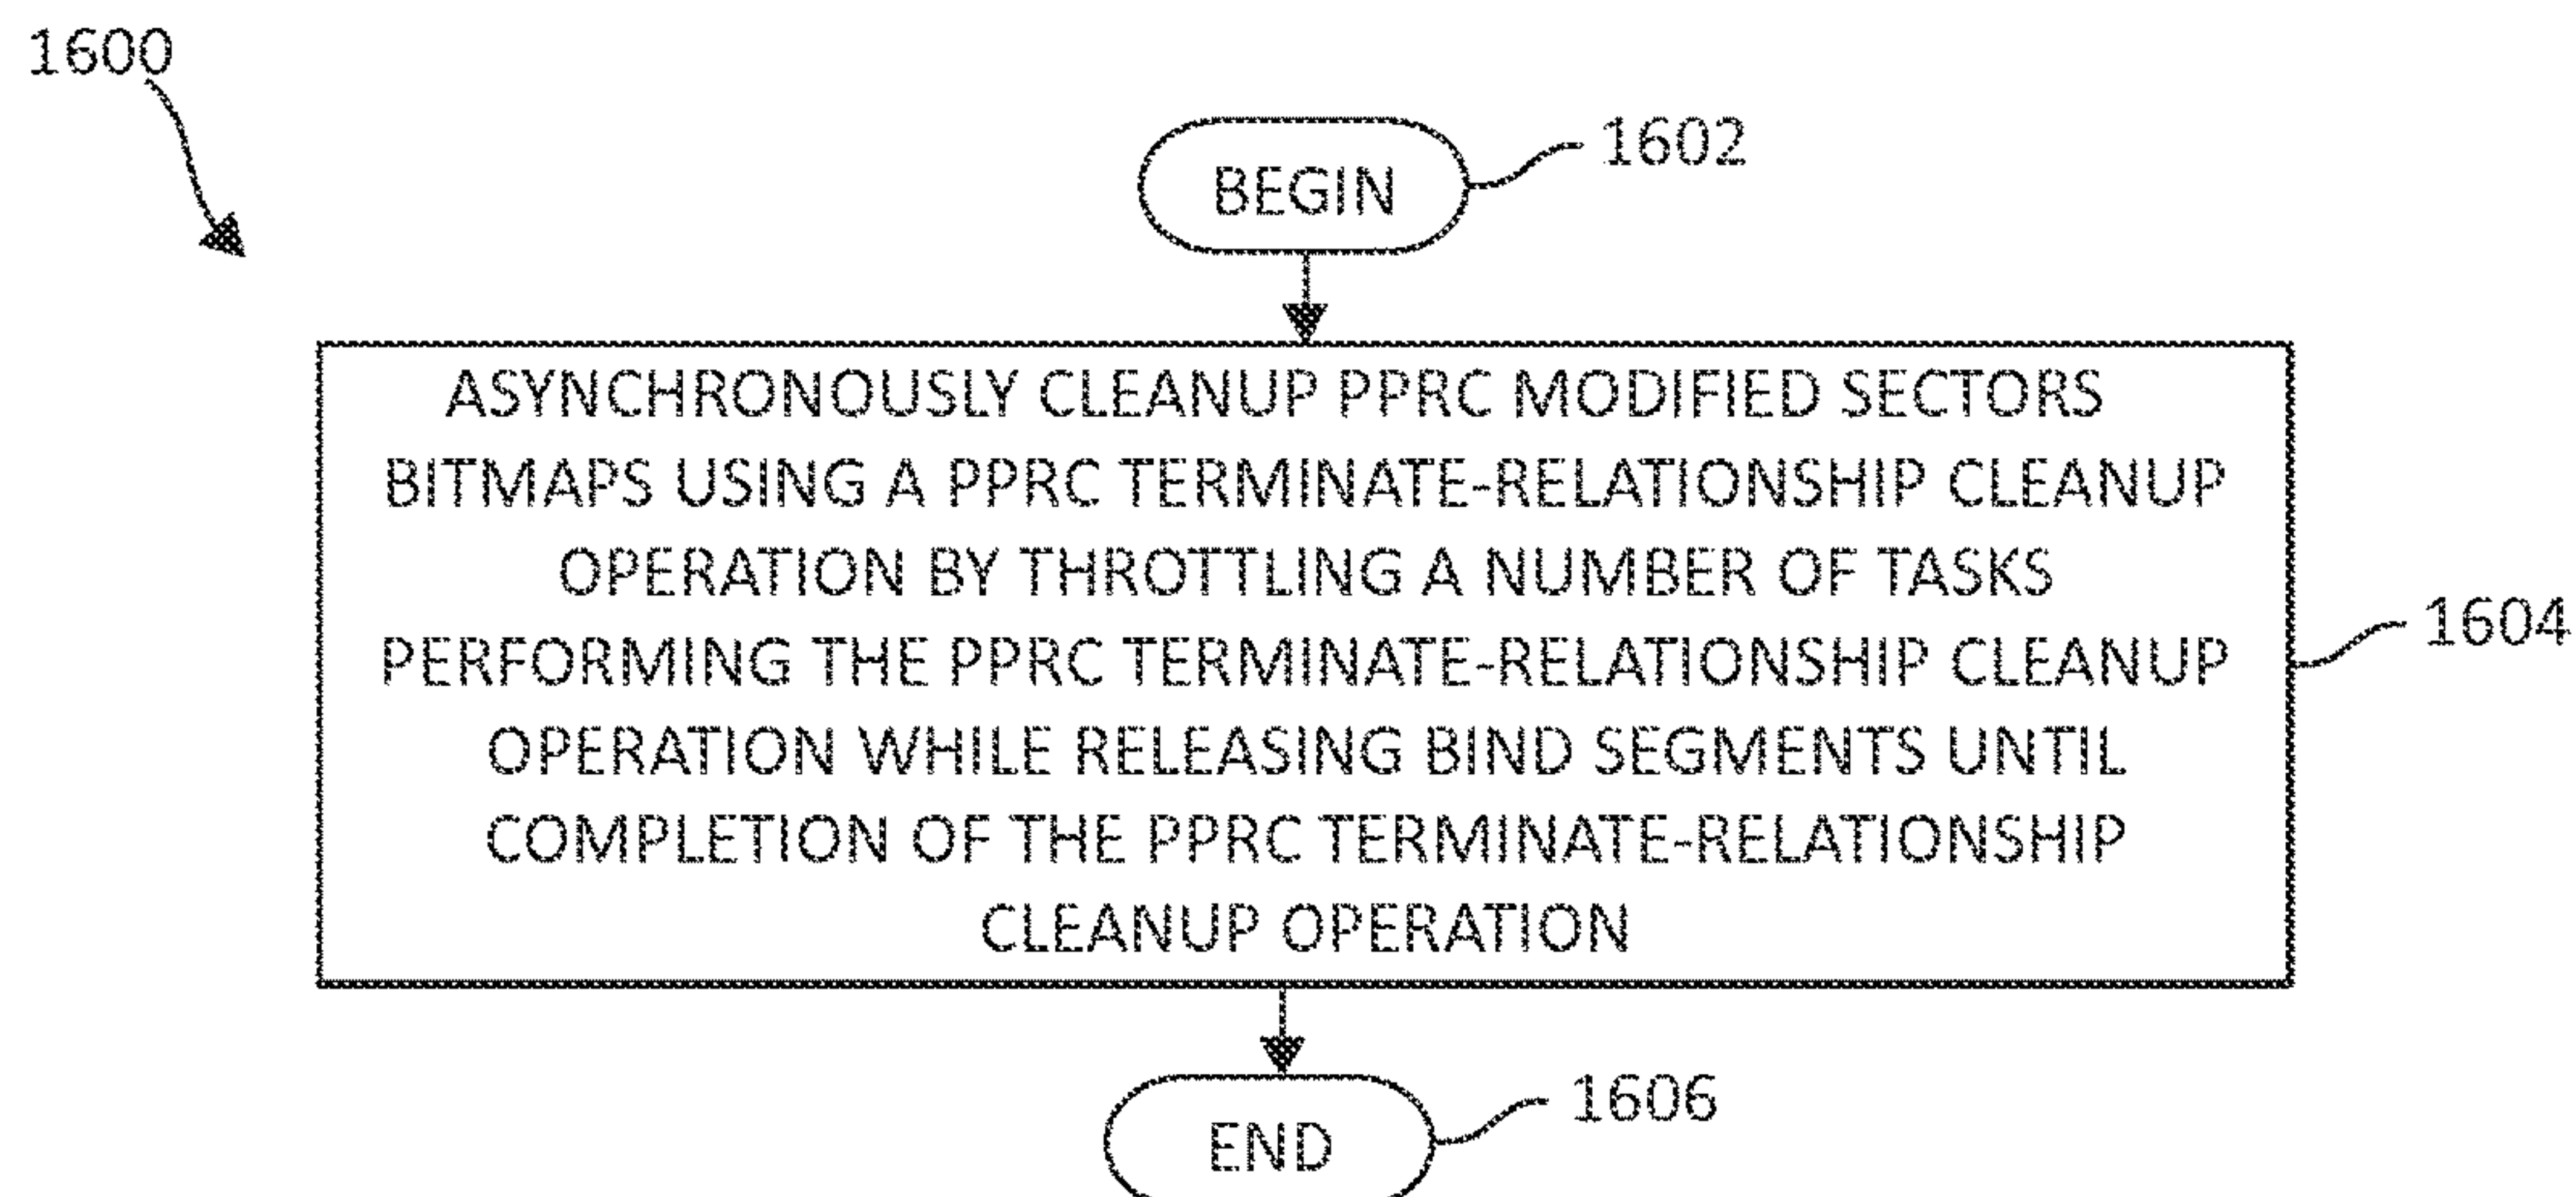 1600
BEGIN
1602
ASYNCHRONOUSLY CLEANUP PPRC MODIFIED SECTORS
BITMAPS USING A PPRC TERMINATE-RELATIONSHIP CLEANUP
OPERATION BY THROTTLING A NUMBER OF TASKS
PERFORMING THE PPRC TERMINATE-RELATIONSHIP CLEANUP
OPERATION WHILE RELEASING BIND SEGMENTS UNTIL
COMPLETION OF THE PPRC TERMINATE-RELATIONSHIP
CLEANUP OPERATION
1604
END
1606